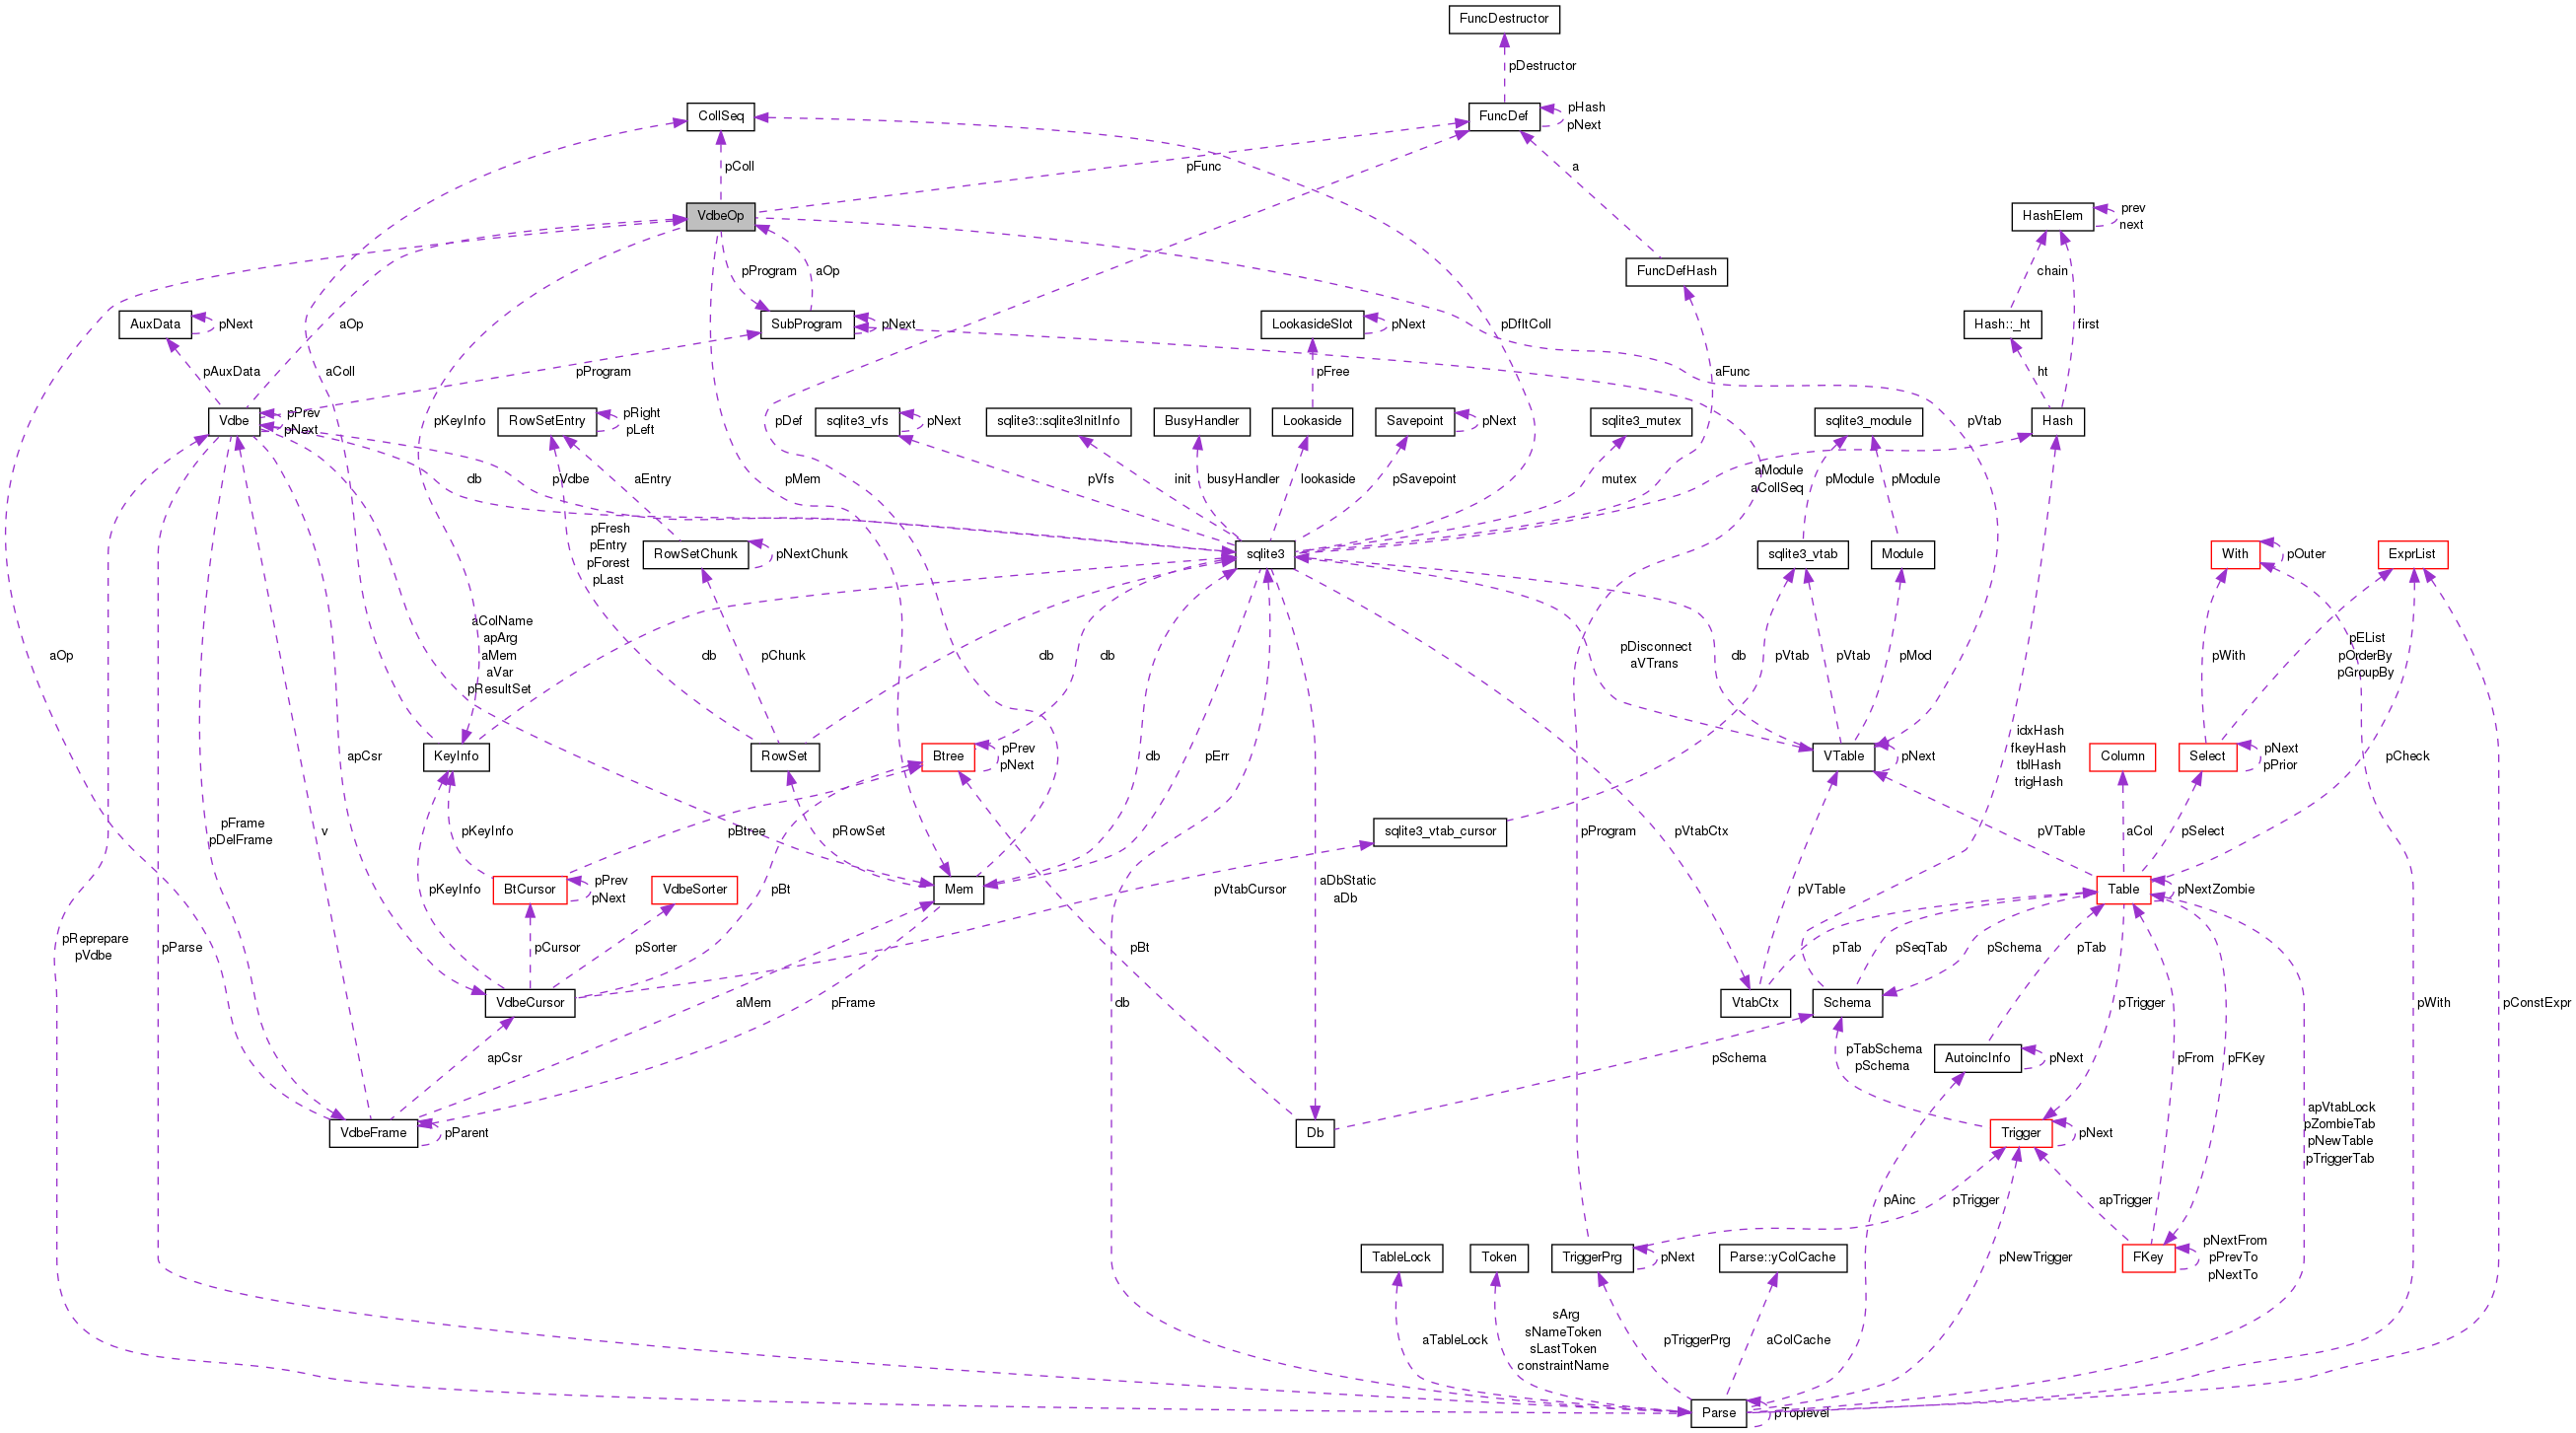 FuncDestructor
pDestructor
CollSeq
FuncDef
pHash
pNext
pColl
pFunc
a
VdbeOp
HashElem
prev
next
pProgram
aOp
FuncDefHash
chain
AuxData
pNext
aOp
SubProgram
pNext
LookasideSlot
pNext
pDfltColl
Hash::_ht
first
pAuxData
aColl
pProgram
pFree
aFunc
ht
Vdbe
pPrev
pNext
pKeyInfo
RowSetEntry
pRight
pLeft
pDef
sqlite3_vfs
pNext
sqlite3::sqlite3InitInfo
BusyHandler
Lookaside
Savepoint
pNext
sqlite3_mutex
sqlite3_module
pVtab
Hash
db
pVdbe
aEntry
pMem
pVfs
init
busyHandler
lookaside
pSavepoint
mutex
aModule
aCollSeq
pModule
pModule
pFresh
pEntry
pForest
pLast
RowSetChunk
pNextChunk
sqlite3
sqlite3_vtab
Module
With
pOuter
ExprList
aOp
aColName
apArg
aMem
aVar
pResultSet
db
pChunk
db
db
pDisconnect
aVTrans
db
pVtab
pVtab
pMod
pWith
pEList
pOrderBy
pGroupBy
apCsr
KeyInfo
RowSet
Btree
pPrev
pNext
db
pErr
VTable
pNext
idxHash
fkeyHash
tblHash
trigHash
Column
Select
pNext
pPrior
pCheck
pFrame
pDelFrame
v
pKeyInfo
pBtree
pRowSet
sqlite3_vtab_cursor
pProgram
pVtabCtx
pVTable
aCol
pSelect
pKeyInfo
BtCursor
pPrev
pNext
VdbeSorter
pBt
Mem
pVtabCursor
aDbStatic
aDb
pVTable
Table
pNextZombie
pReprepare
pVdbe
pParse
pCursor
pSorter
pBt
pTab
pSeqTab
pSchema
pTab
VdbeCursor
aMem
pFrame
db
VtabCtx
Schema
pTrigger
pWith
pConstExpr
apCsr
pSchema
pTabSchema
pSchema
AutoincInfo
pNext
pFrom
pFKey
VdbeFrame
pParent
Db
Trigger
pNext
apVtabLock
pZombieTab
pNewTable
pTriggerTab
pAinc
pTrigger
apTrigger
TableLock
Token
TriggerPrg
pNext
Parse::yColCache
pNewTrigger
FKey
pNextFrom
pPrevTo
pNextTo
aTableLock
sArg
sNameToken
sLastToken
constraintName
pTriggerPrg
aColCache
Parse
pToplevel